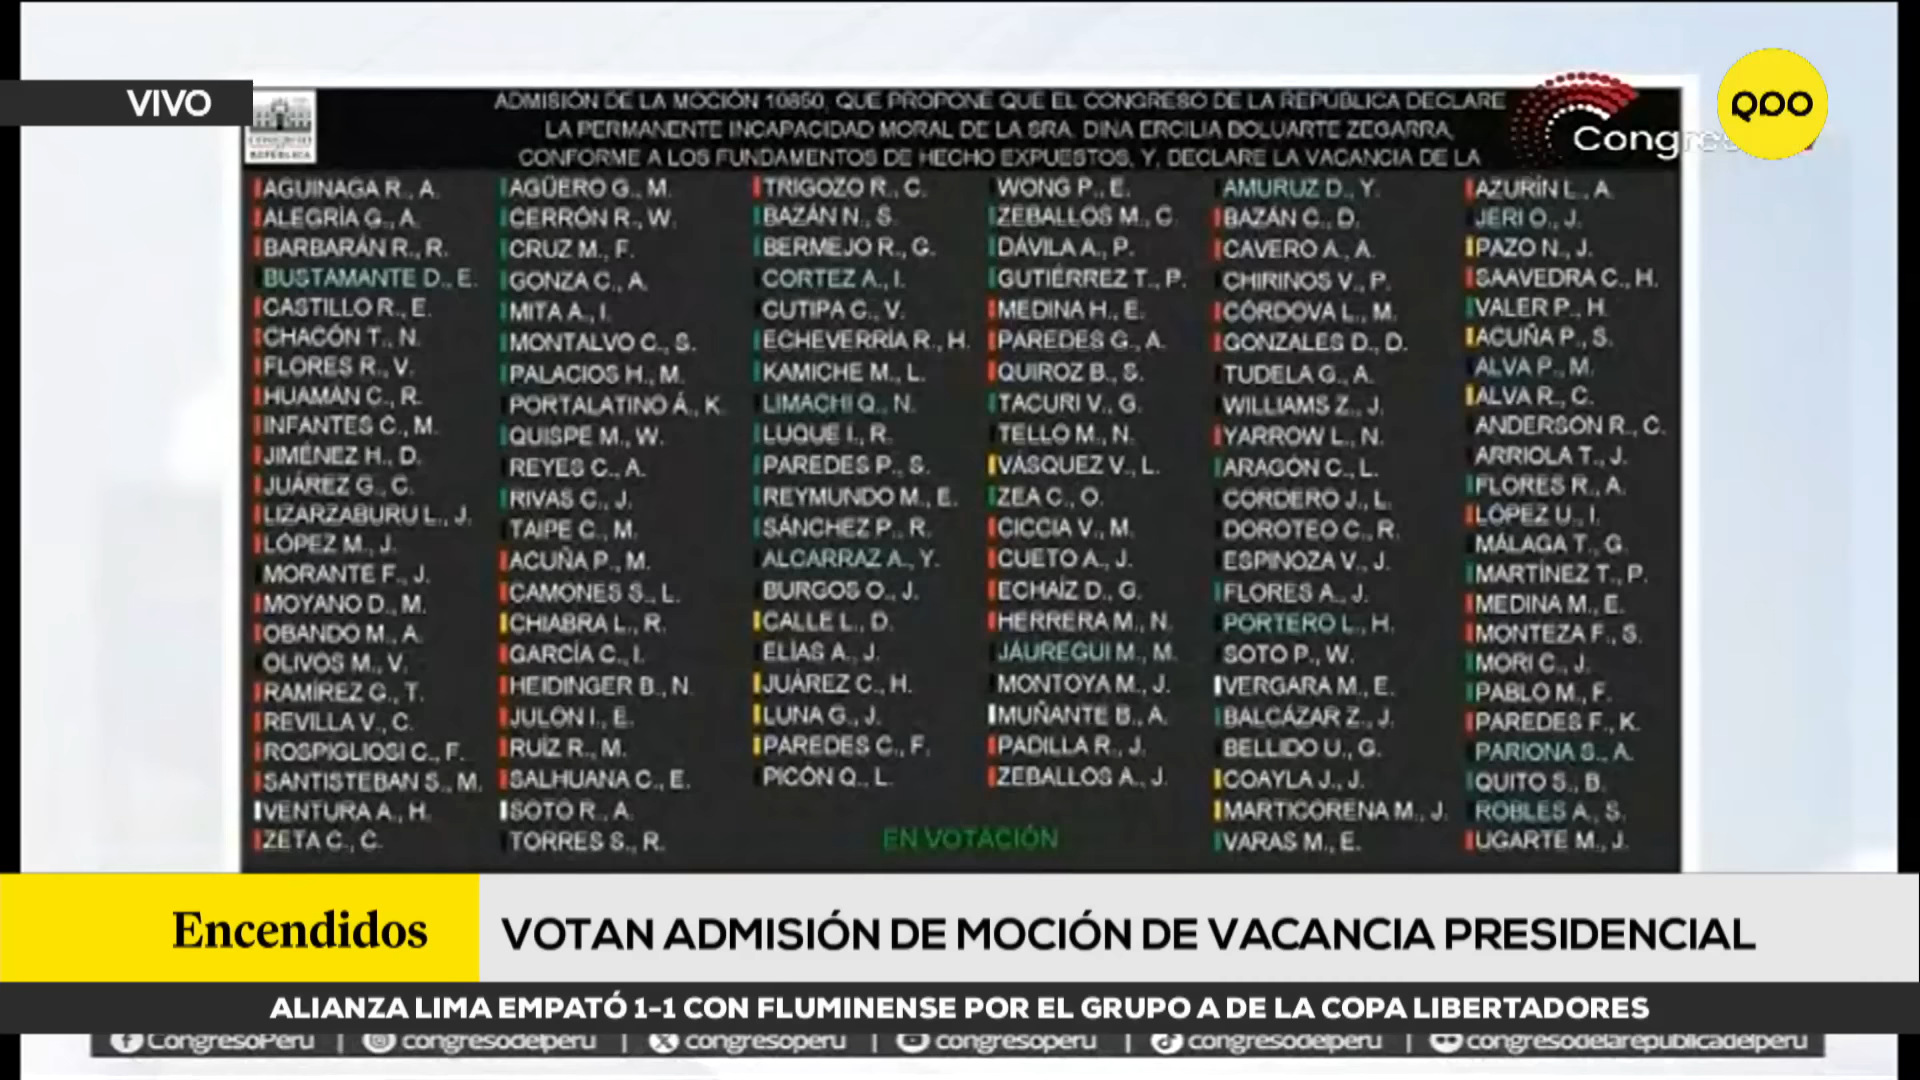 VIVO
ADMISIÓN DE LA MOCIÓN 10850, QUE PROPONE QUE EL CONGRESO DE LA REPÚBLICA DECLARE
LA PERMANENTE INCAPACIDAD MORAL DE LA SRA. DINA ERCILIA BOLUARTE ZEGARRA,
CONFORME A LOS FUNDAMENTOS DE HECHO EXPUESTOS, Y, DECLARE LA VACANCIA DE LA
CONGRESO
REPÚBLICA
Congre
AGUINAGA R., A.
ALEGRÍA G., A.
BARBARÁN R., R.
BUSTAMANTE D., E.
CASTILLO R., E.
CHACÓN T., N.
FLORES R., V.
HUAMÁN C., R.
INFANTES C., M.
JIMÉNEZ H., D.
JUÁREZ G., C.
LIZARZABURU L., J.
LÓPEZ M., J.
MORANTE F., J.
MOYANO D., M.
OBANDO M., A.
OLIVOS M., V.
RAMÍREZ G., T.
REVILLA V., C.
ROSPIGLIOSI C., F.
SANTISTEBAN S., M.
VENTURA A., H.
ZETA C., C.
AGÜERO G., M.
CERRÓN R., W.
CRUZ M., F.
GONZA C., A.
MITA A., I.
MONTALVO C., S.
PALACIOS H., M.
PORTALATINO Á., K.
QUISPE M., W.
REYES C., A.
RIVAS C., J.
TAIPE C., M.
ACUÑA P., M.
CAMONES S., L.
CHIABRA L., R.
GARCÍA C., I.
HEIDINGER B., N.
JULON I., E.
RUÍZ R., M.
SALHUANA C., E.
SOTO R., A.
TORRES S., R.
TRIGOZO R., C.
BAZÁN N., S.
BERMEJO R., G.
CORTEZ A., I.
CUTIPA C., V.
ECHEVERRÍA R., H.
KAMICHE M., L.
LIMACHI Q., N.
LUQUE I., R.
PAREDES P., S.
REYMUNDO M., E.
SÁNCHEZ P., R.
ALCARRAZ A., Y.
BURGOS O., J.
CALLE L., D.
ELÍAS A., J.
JUÁREZ C., H.
LUNA G., J.
PAREDES C., F.
PICÓN Q., L.
WONG P., E.
ZEBALLOS M., C.
DÁVILA A., P.
GUTIÉRREZ T., P.
MEDINA H., E.
PAREDES G., A.
QUIROZ B., S.
TACURI V., G.
TELLO M., N.
VÁSQUEZ V., L.
ZEA C., O.
CICCIA V., M.
CUETO A., J.
ECHAÍZ D., G.
HERRERA M., N.
JÁUREGUI M., M.
MONTOYA M., J.
MUÑANTE B., A.
PADILLA R., J.
ZEBALLOS A., J.
AMURUZ D., Y.
BAZÁN C., D.
CAVERO A., A.
CHIRINOS V., P.
CÓRDOVA L., M.
GONZALES D., D.
TUDELA G., A.
WILLIAMS Z., J.
YARROW L., N.
ARAGÓN C., L.
CORDERO J., L.
DOROTEO C., R.
ESPINOZA V., J.
FLORES A., J.
PORTERO L., H.
SOTO P., W.
VERGARA M., E.
BALCÁZAR Z., J.
BELLIDO U., G.
COAYLA J., J.
MARTICORENA M., J.
VARAS M., E.
AZURÍN L., A.
JERI O., J.
PAZO N., J.
SAAVEDRA C., H.
VALER P., H.
ACUÑA P., S.
ALVA P., M.
ALVA R., C.
ANDERSON R., C.
ARRIOLA T., J.
FLORES R., A.
LÓPEZ U., I.
MÁLAGA T., G.
MARTÍNEZ T., P.
MEDINA M., E.
MONTEZA F., S.
MORI C., J.
PABLO M., F.
PAREDES F., K.
PARIONA S., A.
QUITO S., B.
ROBLES A., S.
UGARTE M., J.
EN VOTACIÓN
Encendidos
VOTAN ADMISIÓN DE MOCIÓN DE VACANCIA PRESIDENCIAL
ALIANZA LIMA EMPATÓ 1-1 CON FLUMINENSE POR EL GRUPO A DE LA COPA LIBERTADORES
CongresoPeru | congresodelperu | congresoperu | congresoperu | congresodelperu | congresodelarepublicadelperu